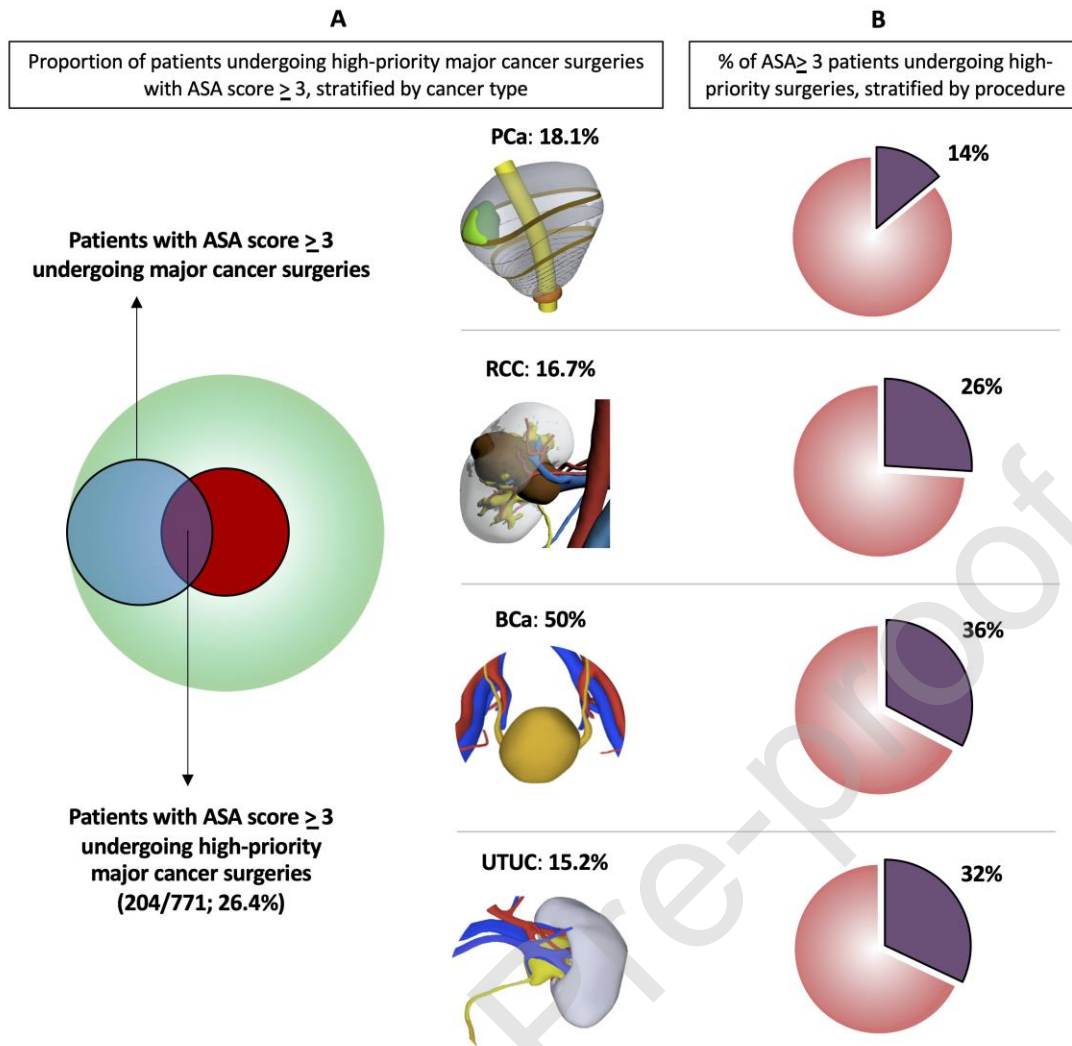 A
Proportion of patients undergoing high-priority major cancer surgeries
with ASA score ≥ 3, stratified by cancer type
B
% of ASA≥ 3 patients undergoing high-
priority surgeries, stratified by procedure
PCa: 18.1%
14%
Patients with ASA score ≥ 3
undergoing major cancer surgeries
RCC: 16.7%
26%
BCa: 50%
36%
Patients with ASA score ≥ 3
undergoing high-priority
major cancer surgeries
(204/771; 26.4%)
UTUC: 15.2%
32%
Pre-proof